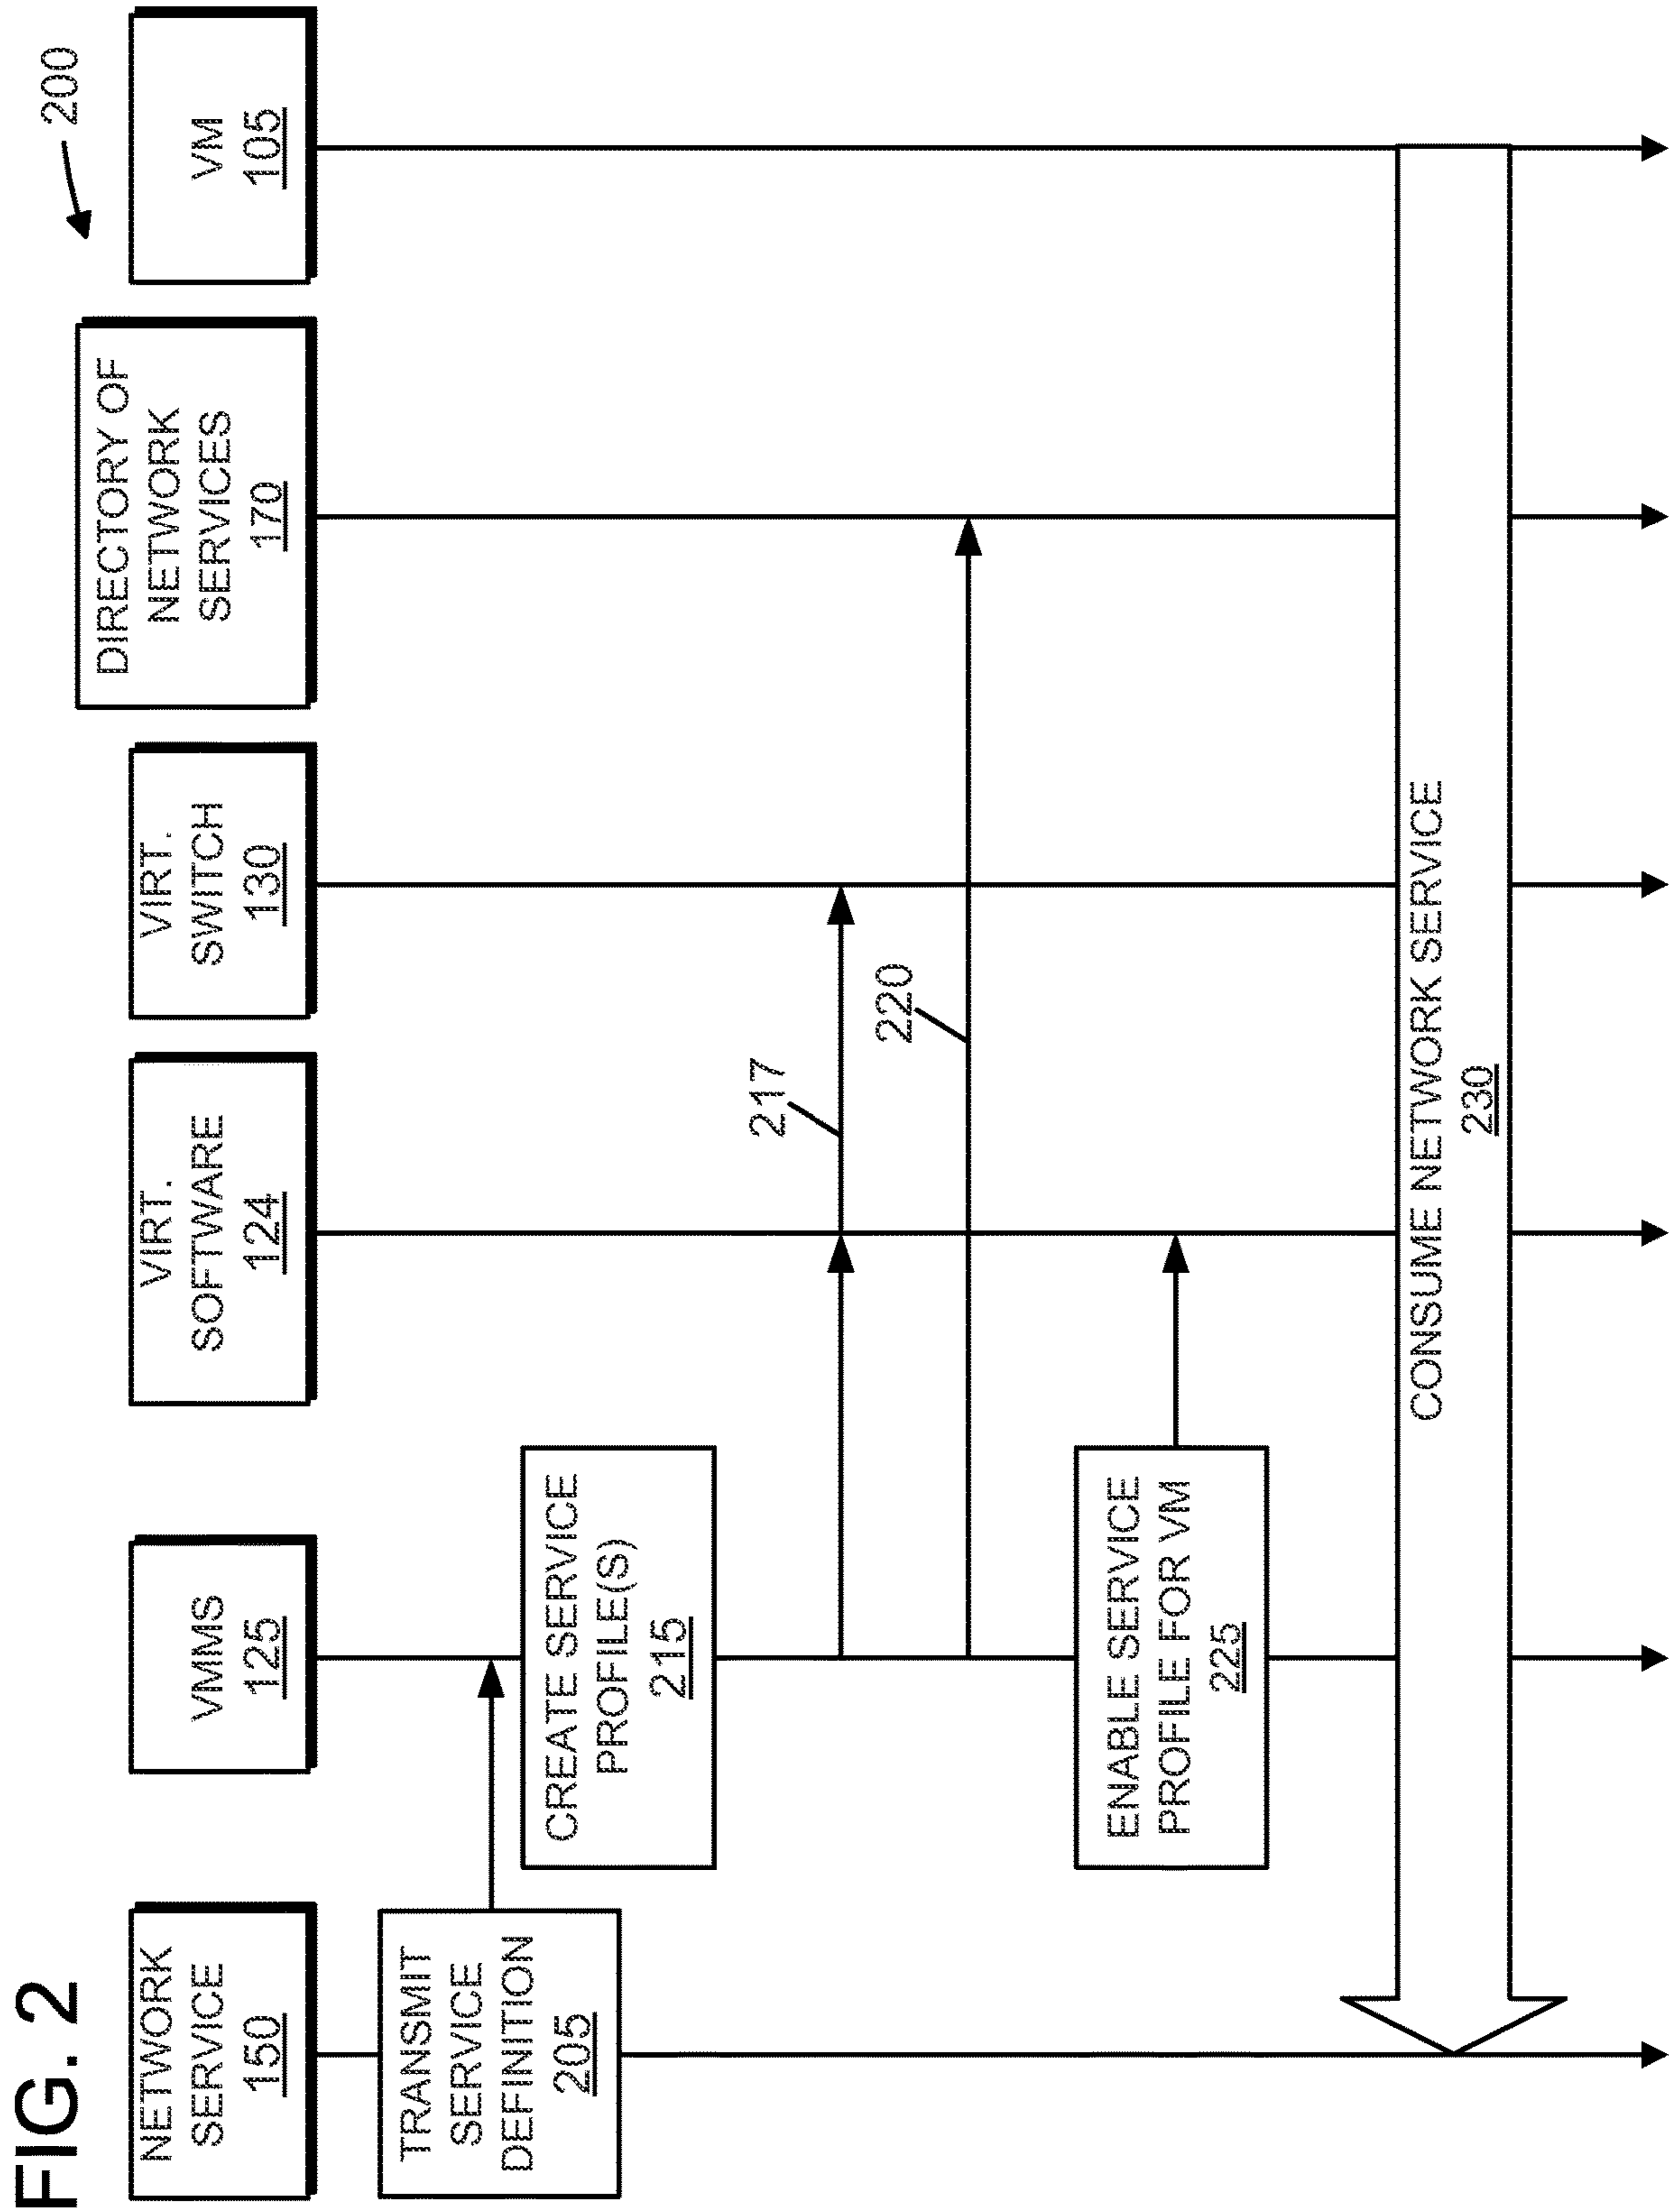 FIG. 2
200
NETWORK
SERVICE
150
VMMS
125
VIRT.
SOFTWARE
124
VIRT.
SWITCH
130
DIRECTORY OF
NETWORK
SERVICES
170
VM
105
TRANSMIT
SERVICE
DEFINITION
205
CREATE SERVICE
PROFILE(S)
215
217
220
ENABLE SERVICE
PROFILE FOR VM
225
CONSUME NETWORK SERVICE
230